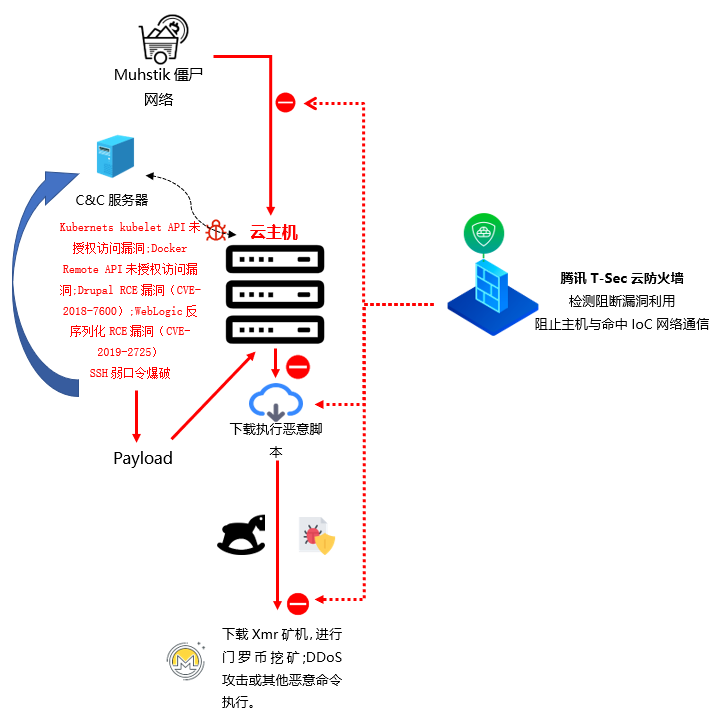 Muhstik 僵尸
网络
C&C 服务器
Kubernets kubelet API 未
授权访问漏洞;Docker
Remote API 未授权访问漏
洞;Drupal RCE 漏洞（CVE-
2018-7600）;WebLogic 反
序列化 RCE 漏洞（CVE-
2019-2725）
SSH 弱口令爆破
Payload
云主机
下载执行恶意脚
本
下载 Xmr 矿机,进行
门罗币挖矿;DDoS
攻击或其他恶意命令
执行。
腾讯 T-Sec 云防火墙
检测阻断漏洞利用
阻止主机与命中 IoC 网络通信